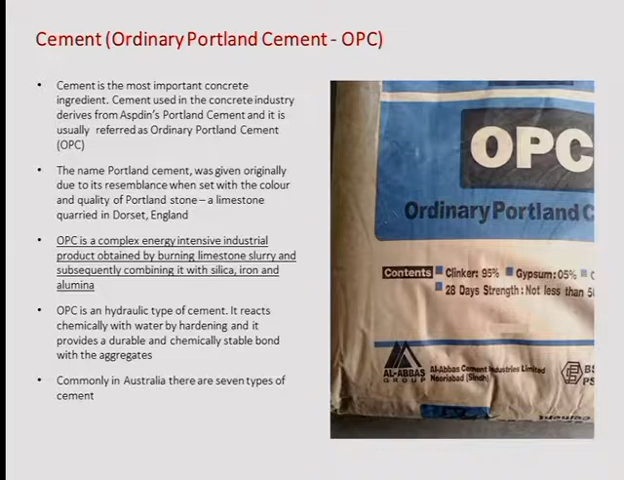 Cement (Ordinary Portland Cement - OPC)
• Cement is the most important concrete
ingredient. Cement used in the concrete industry
derives from Aspdin's Portland Cement and it is
usually referred as Ordinary Portland Cement
(OPC)
• The name Portland cement, was given originally
due to its resemblance when set with the colour
and quality of Portland stone – a limestone
quarried in Dorset, England
• OPC is a complex energy intensive industrial
product obtained by burning limestone slurry and
subsequently combining it with silica, iron and
alumina
• OPC is an hydraulic type of cement. It reacts
chemically with water by hardening and it
provides a durable and chemically stable bond
with the aggregates
• Commonly in Australia there are seven types of
cement
OPC
Ordinary Portland C
Contents Clinker: 95% Gypsum: 05%
28 Days Strength: Not less than
AL-ABBAS
GROUP
Al-Abbas Cement Industries Limited
Nooriabad (Sindh)
BS
PS